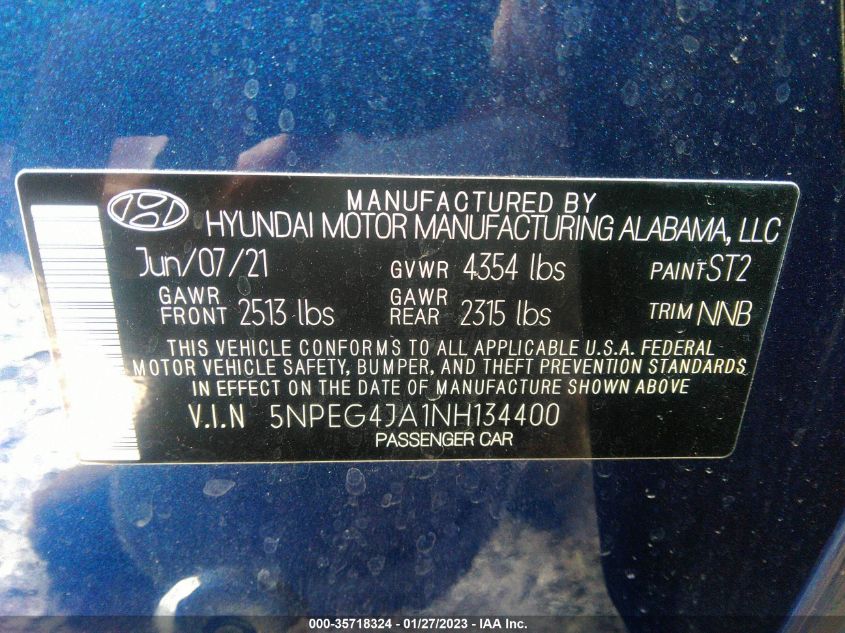 MANUFACTURED BY
HYUNDAI MOTOR MANUFACTURING ALABAMA, LLC
Jun/07/21 GVWR 4354 lbs PAINT ST2
GAWR FRONT 2513 lbs GAWR REAR 2315 lbs TRIM NNB
THIS VEHICLE CONFORMS TO ALL APPLICABLE U.S.A. FEDERAL
MOTOR VEHICLE SAFETY, BUMPER, AND THEFT PREVENTION STANDARDS
IN EFFECT ON THE DATE OF MANUFACTURE SHOWN ABOVE
V.I.N 5NPEG4JA1NH134400
PASSENGER CAR
000-35718324 - 01/27/2023 - IAA Inc.